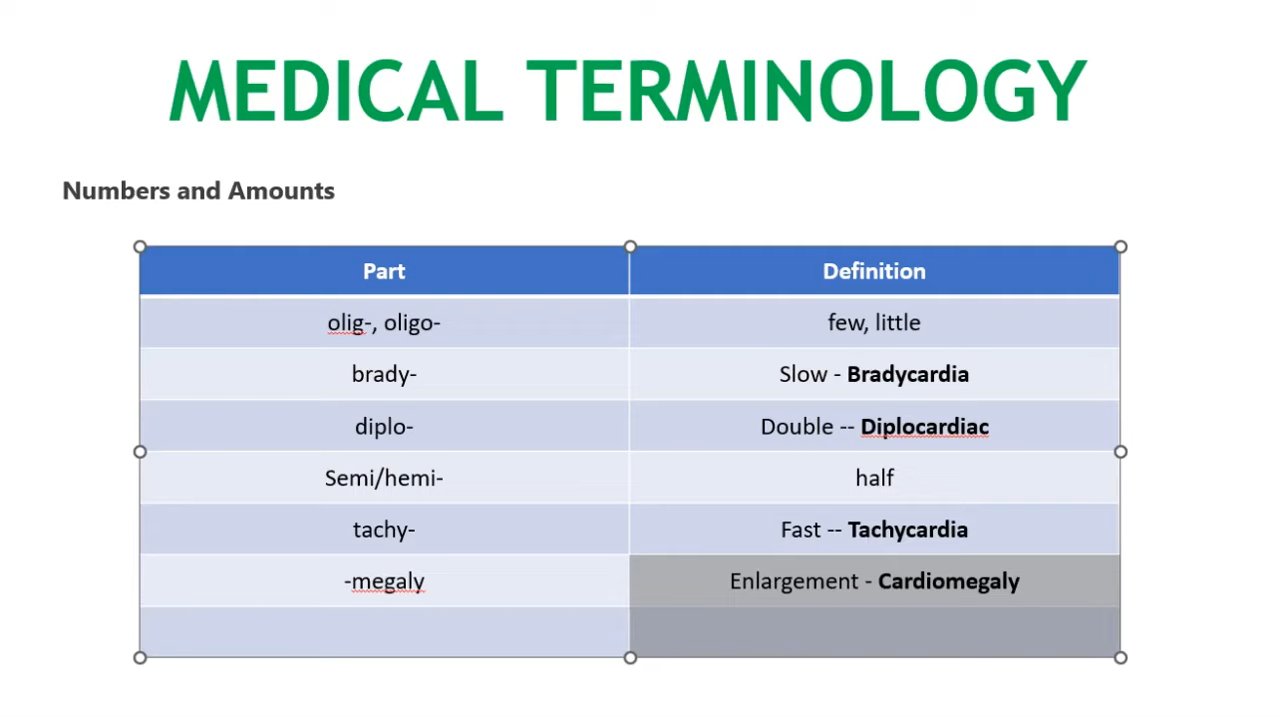 MEDICAL TERMINOLOGY
Numbers and Amounts
Part Definition
olig-, oligo- few, little
brady- Slow - Bradycardia
diplo- Double -- Diplocardiac
Semi/hemi- half
tachy- Fast -- Tachycardia
-megaly Enlargement - Cardiomegaly